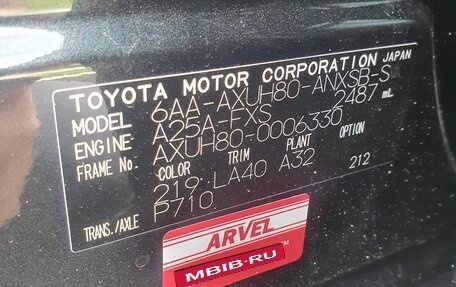 TOYOTA MOTOR CORPORATION JAPAN
MODEL 6AA-AXUH80-ANXSB-S
ENGINE A25A-FXS 2487 mL
FRAME No. AXUH80-0006330
COLOR TRIM PLANT OPTION
219 LA40 A32 212
TRANS./AXLE P710
ARVEL
MBIB.RU